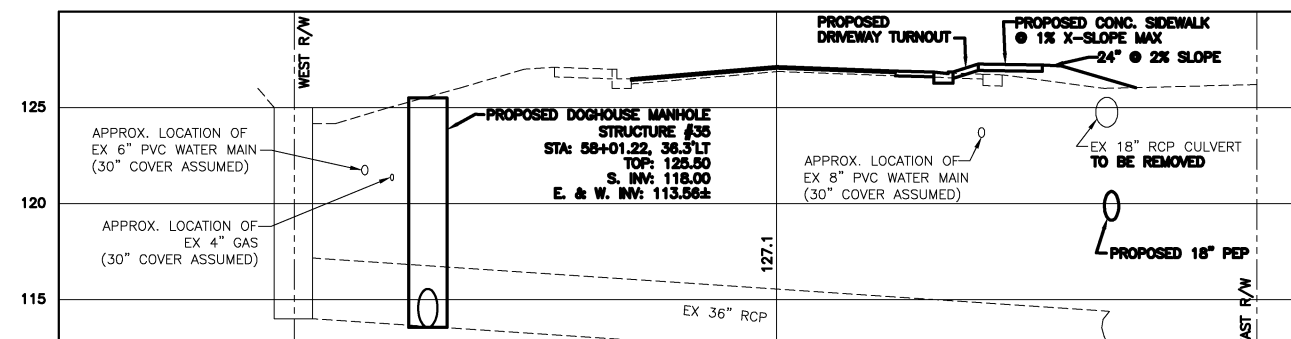 WEST R/W
PROPOSED
DRIVEWAY TURNOUT
PROPOSED CONC. SIDEWALK
@ 1% X-SLOPE MAX
24" @ 2% SLOPE
125
APPROX. LOCATION OF
EX 6" PVC WATER MAIN
(30" COVER ASSUMED)
PROPOSED DOGHOUSE MANHOLE
STRUCTURE #35
STA: 58+01.22, 36.3'LT
TOP: 125.50
S. INV: 118.00
E. & W. INV: 113.56±
APPROX. LOCATION OF
EX 8" PVC WATER MAIN
(30" COVER ASSUMED)
EX 18" RCP CULVERT
TO BE REMOVED
120
APPROX. LOCATION OF
EX 4" GAS
(30" COVER ASSUMED)
127.1
PROPOSED 18" PEP
115
EX 36" RCP
AST R/W